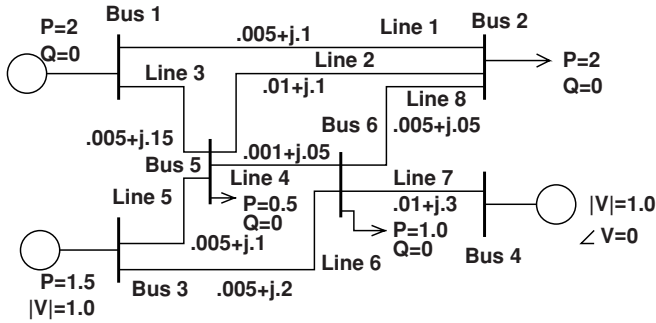 Bus 1
Bus 2
P=2
Q=0
.005+j.1
Line 1
Line 3
Line 2
.01+j.1
P=2
Q=0
Line 8
.005+j.05
Bus 6
.005+j.15
Bus 5
.001+j.05
Line 4
Line 7
.01+j.3
Line 5
P=0.5
Q=0
|V|=1.0
∠ V=0
P=1.0
Q=0
Bus 4
.005+j.1
Line 6
Bus 3
.005+j.2
P=1.5
|V|=1.0